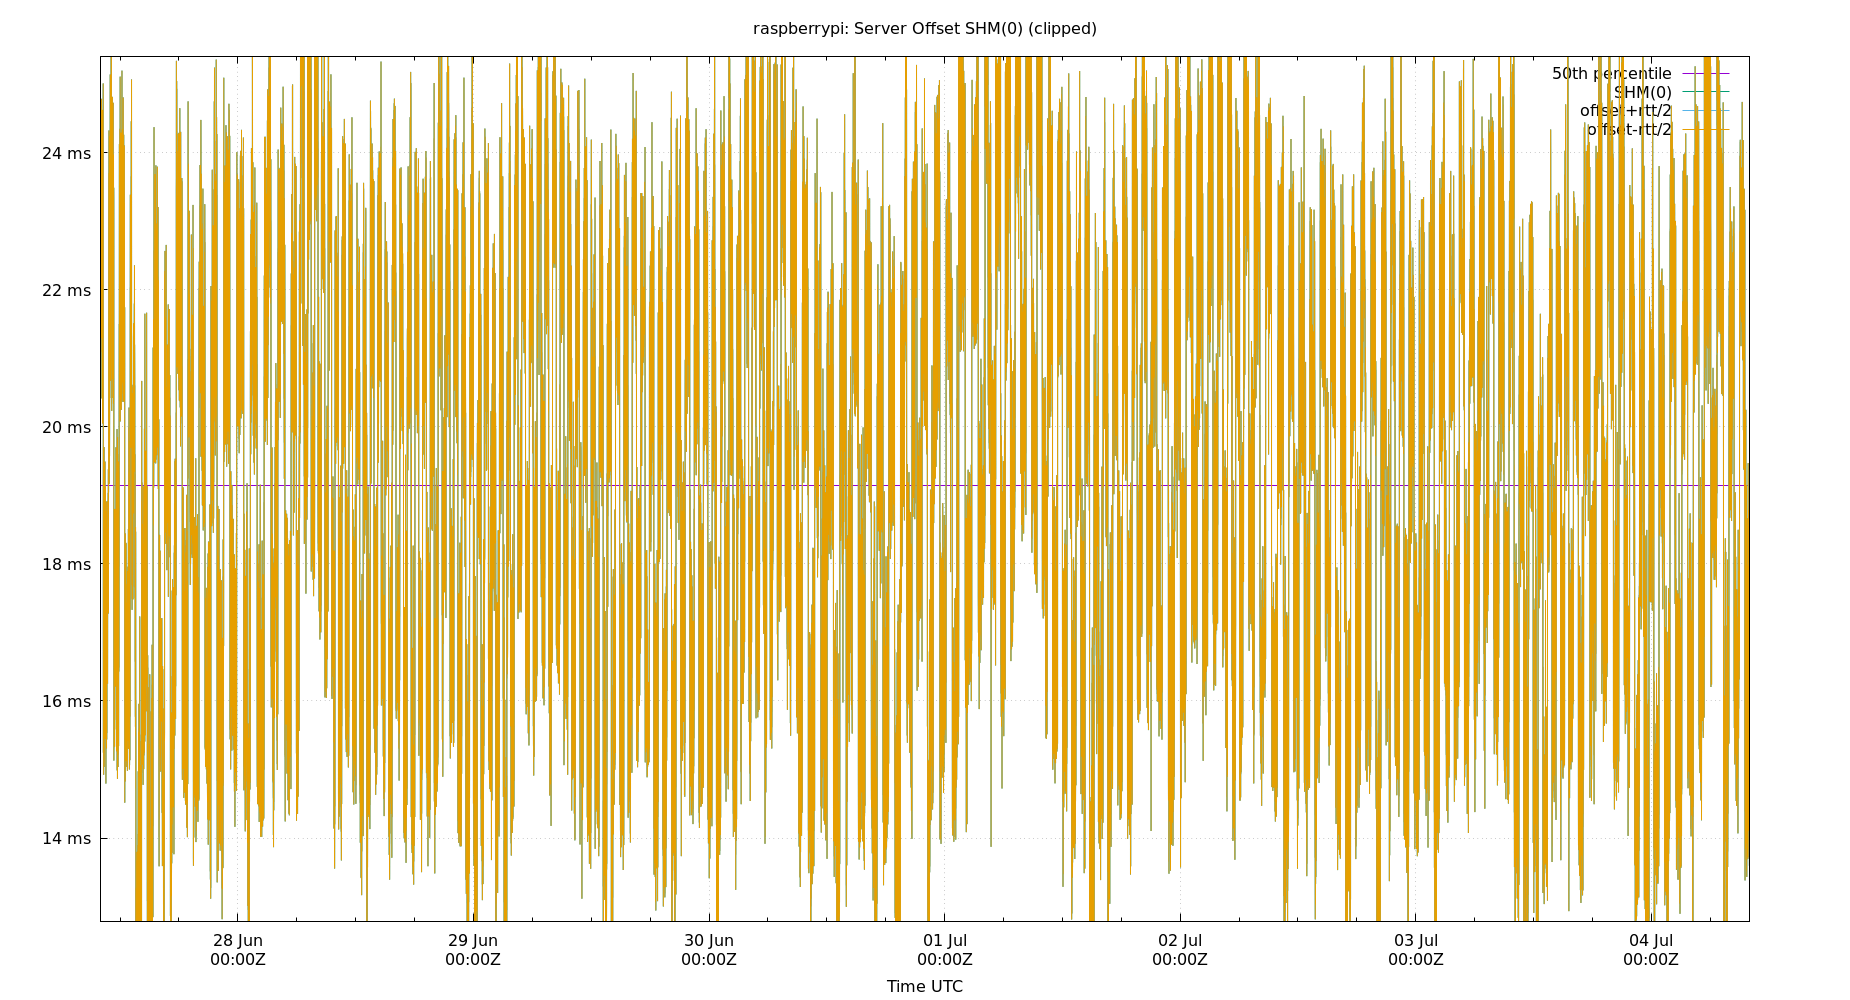 raspberrypi: Server Offset SHM(0) (clipped)
50th percentile
SHM(0)
offset+rtt/2
offset-rtt/2
24 ms
22 ms
20 ms
18 ms
16 ms
14 ms
28 Jun 29 Jun 30 Jun 01 Jul 02 Jul 03 Jul 04 Jul
00:00Z 00:00Z 00:00Z 00:00Z 00:00Z 00:00Z 00:00Z
Time UTC